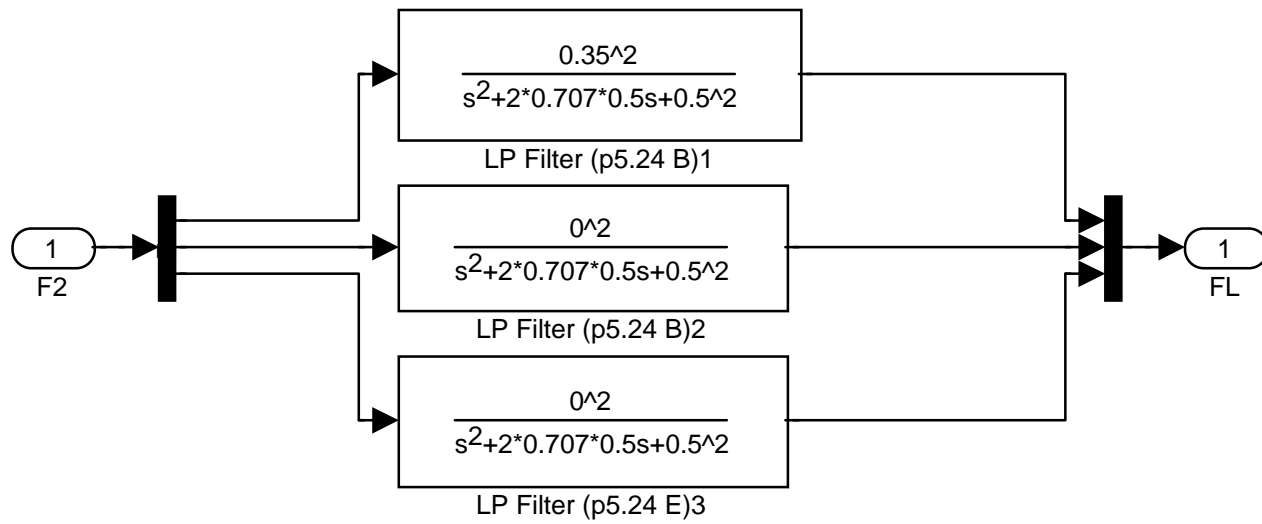 0.35^2
s2+2*0.707*0.5s+0.5^2
LP Filter (p5.24 B)1
1
F2
0^2
s2+2*0.707*0.5s+0.5^2
LP Filter (p5.24 B)2
1
FL
0^2
s2+2*0.707*0.5s+0.5^2
LP Filter (p5.24 E)3